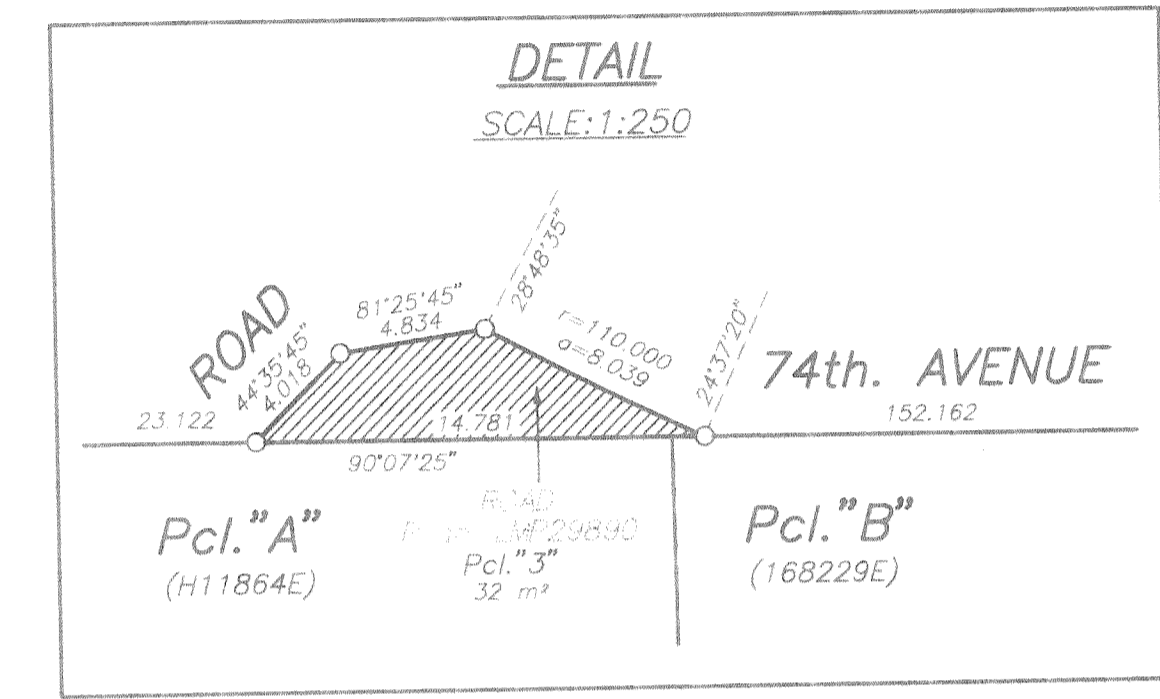 DETAIL
SCALE: 1:250
28°48'35"
81°25'45"
4.834
ROAD
44°35'45"
4.018
r=110.000
a=8.039
24°37'20"
74th. AVENUE
23.122
14.781
152.162
90°07'25"
ROAD
LMP29890
Pcl."A"
(H11864E)
Pcl."3"
32 m²
Pcl."B"
(168229E)